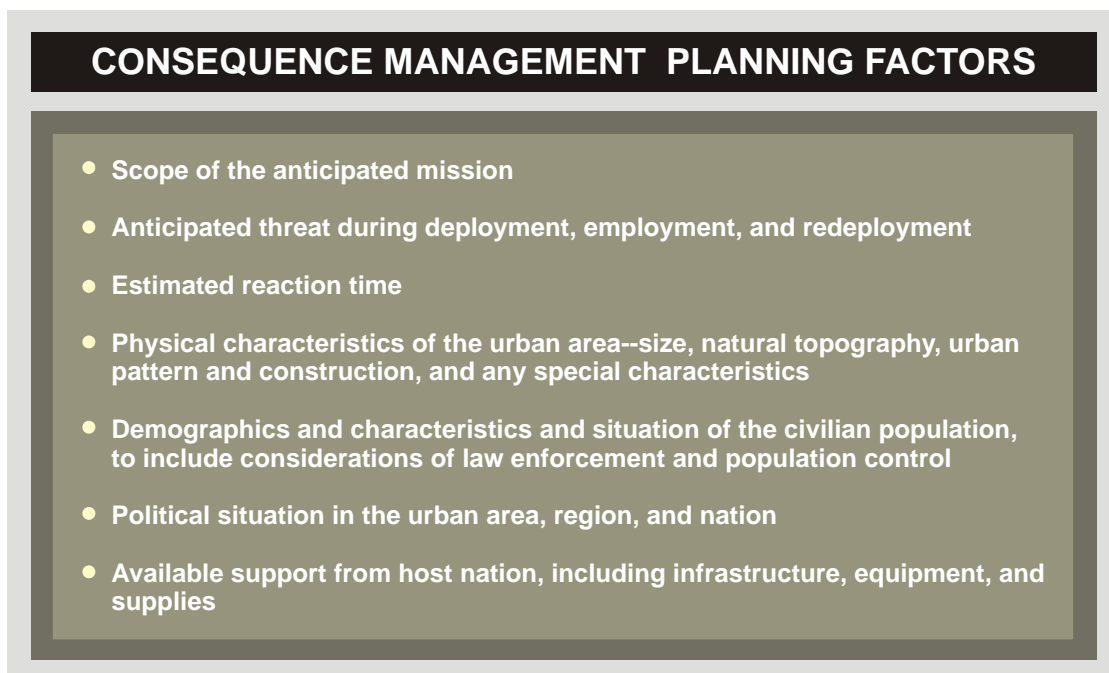 CONSEQUENCE MANAGEMENT PLANNING FACTORS
• Scope of the anticipated mission
• Anticipated threat during deployment, employment, and redeployment
• Estimated reaction time
• Physical characteristics of the urban area--size, natural topography, urban
pattern and construction, and any special characteristics
• Demographics and characteristics and situation of the civilian population,
to include considerations of law enforcement and population control
• Political situation in the urban area, region, and nation
• Available support from host nation, including infrastructure, equipment, and
supplies